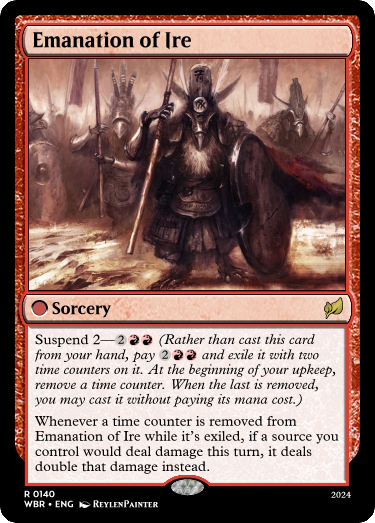 Emanation of Ire
Sorcery
Suspend 2—2RR (Rather than cast this card
from your hand, pay 2RR and exile it with two
time counters on it. At the beginning of your upkeep,
remove a time counter. When the last is removed,
you may cast it without paying its mana cost.)
Whenever a time counter is removed from
Emanation of Ire while it's exiled, if a source you
control would deal damage this turn, it deals
double that damage instead.
R 0140
2024
WBR • ENG ReylenPainter